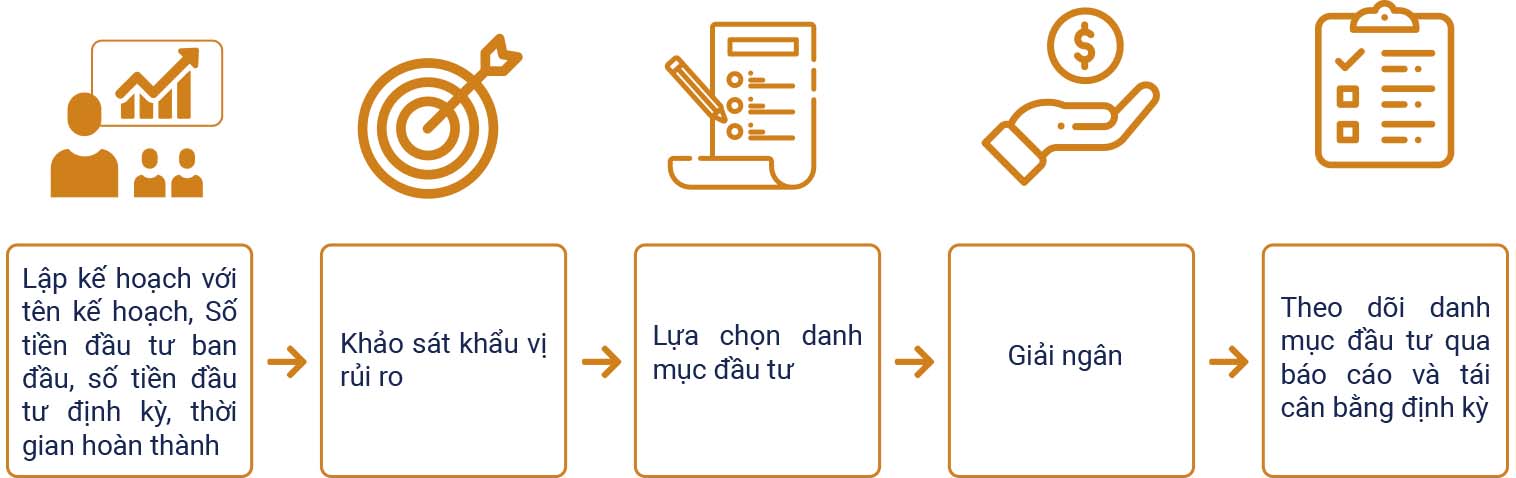 Lập kế hoạch với
tên kế hoạch, Số
tiền đầu tư ban
đầu, số tiền đầu
tư định kỳ, thời
gian hoàn thành
Khảo sát khẩu vị
rủi ro
Lựa chọn danh
mục đầu tư
Giải ngân
Theo dõi danh
mục đầu tư qua
báo cáo và tái
cân bằng định kỳ